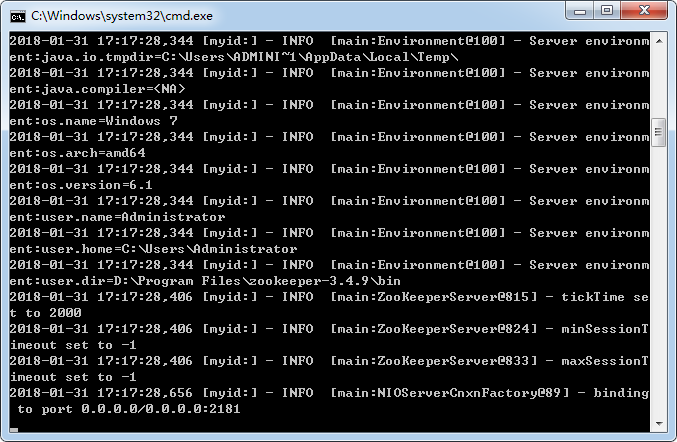 C:\Windows\system32\cmd.exe
2018-01-31 17:17:28,344 [myid:] - INFO  [main:Environment@100] - Server environm
ent:java.io.tmpdir=C:\Users\ADMINI~1\AppData\Local\Temp\
2018-01-31 17:17:28,344 [myid:] - INFO  [main:Environment@100] - Server environm
ent:java.compiler=<NA>
2018-01-31 17:17:28,344 [myid:] - INFO  [main:Environment@100] - Server environm
ent:os.name=Windows 7
2018-01-31 17:17:28,344 [myid:] - INFO  [main:Environment@100] - Server environm
ent:os.arch=amd64
2018-01-31 17:17:28,344 [myid:] - INFO  [main:Environment@100] - Server environm
ent:os.version=6.1
2018-01-31 17:17:28,344 [myid:] - INFO  [main:Environment@100] - Server environm
ent:user.name=Administrator
2018-01-31 17:17:28,344 [myid:] - INFO  [main:Environment@100] - Server environm
ent:user.home=C:\Users\Administrator
2018-01-31 17:17:28,344 [myid:] - INFO  [main:Environment@100] - Server environm
ent:user.dir=D:\Program Files\zookeeper-3.4.9\bin
2018-01-31 17:17:28,406 [myid:] - INFO  [main:ZooKeeperServer@815] - tickTime se
t to 2000
2018-01-31 17:17:28,406 [myid:] - INFO  [main:ZooKeeperServer@824] - minSessionT
imeout set to -1
2018-01-31 17:17:28,406 [myid:] - INFO  [main:ZooKeeperServer@833] - maxSessionT
imeout set to -1
2018-01-31 17:17:28,656 [myid:] - INFO  [main:NIOServerCnxnFactory@89] - binding
 to port 0.0.0.0/0.0.0.0:2181